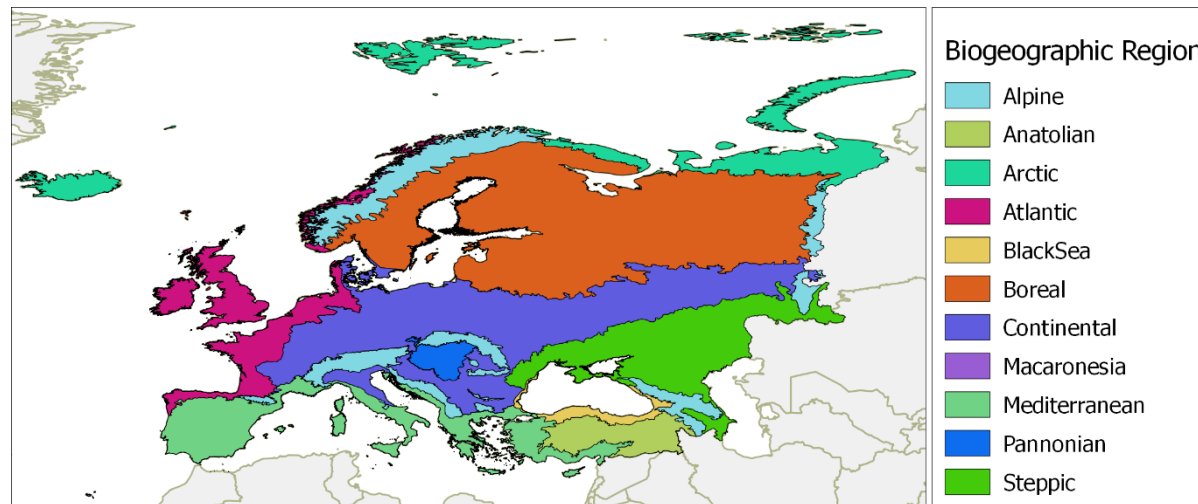 Biogeographic Region
Alpine
Anatolian
Arctic
Atlantic
BlackSea
Boreal
Continental
Macaronesia
Mediterranean
Pannonian
Steppic